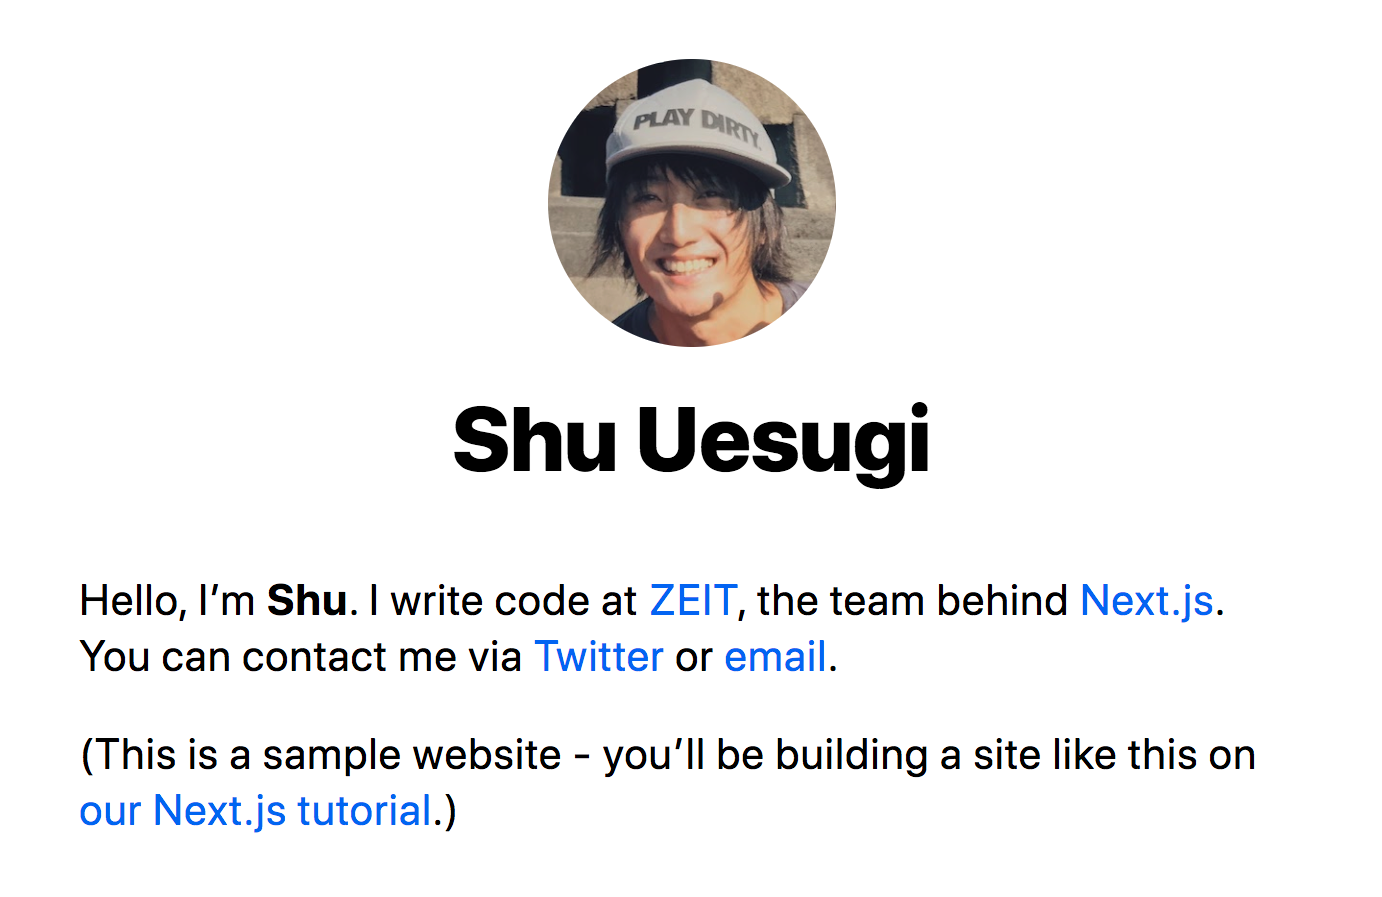 PLAY DIRTY.
Shu Uesugi
Hello, I’m Shu. I write code at ZEIT, the team behind Next.js.
You can contact me via Twitter or email.
(This is a sample website - you’ll be building a site like this on
our Next.js tutorial.)